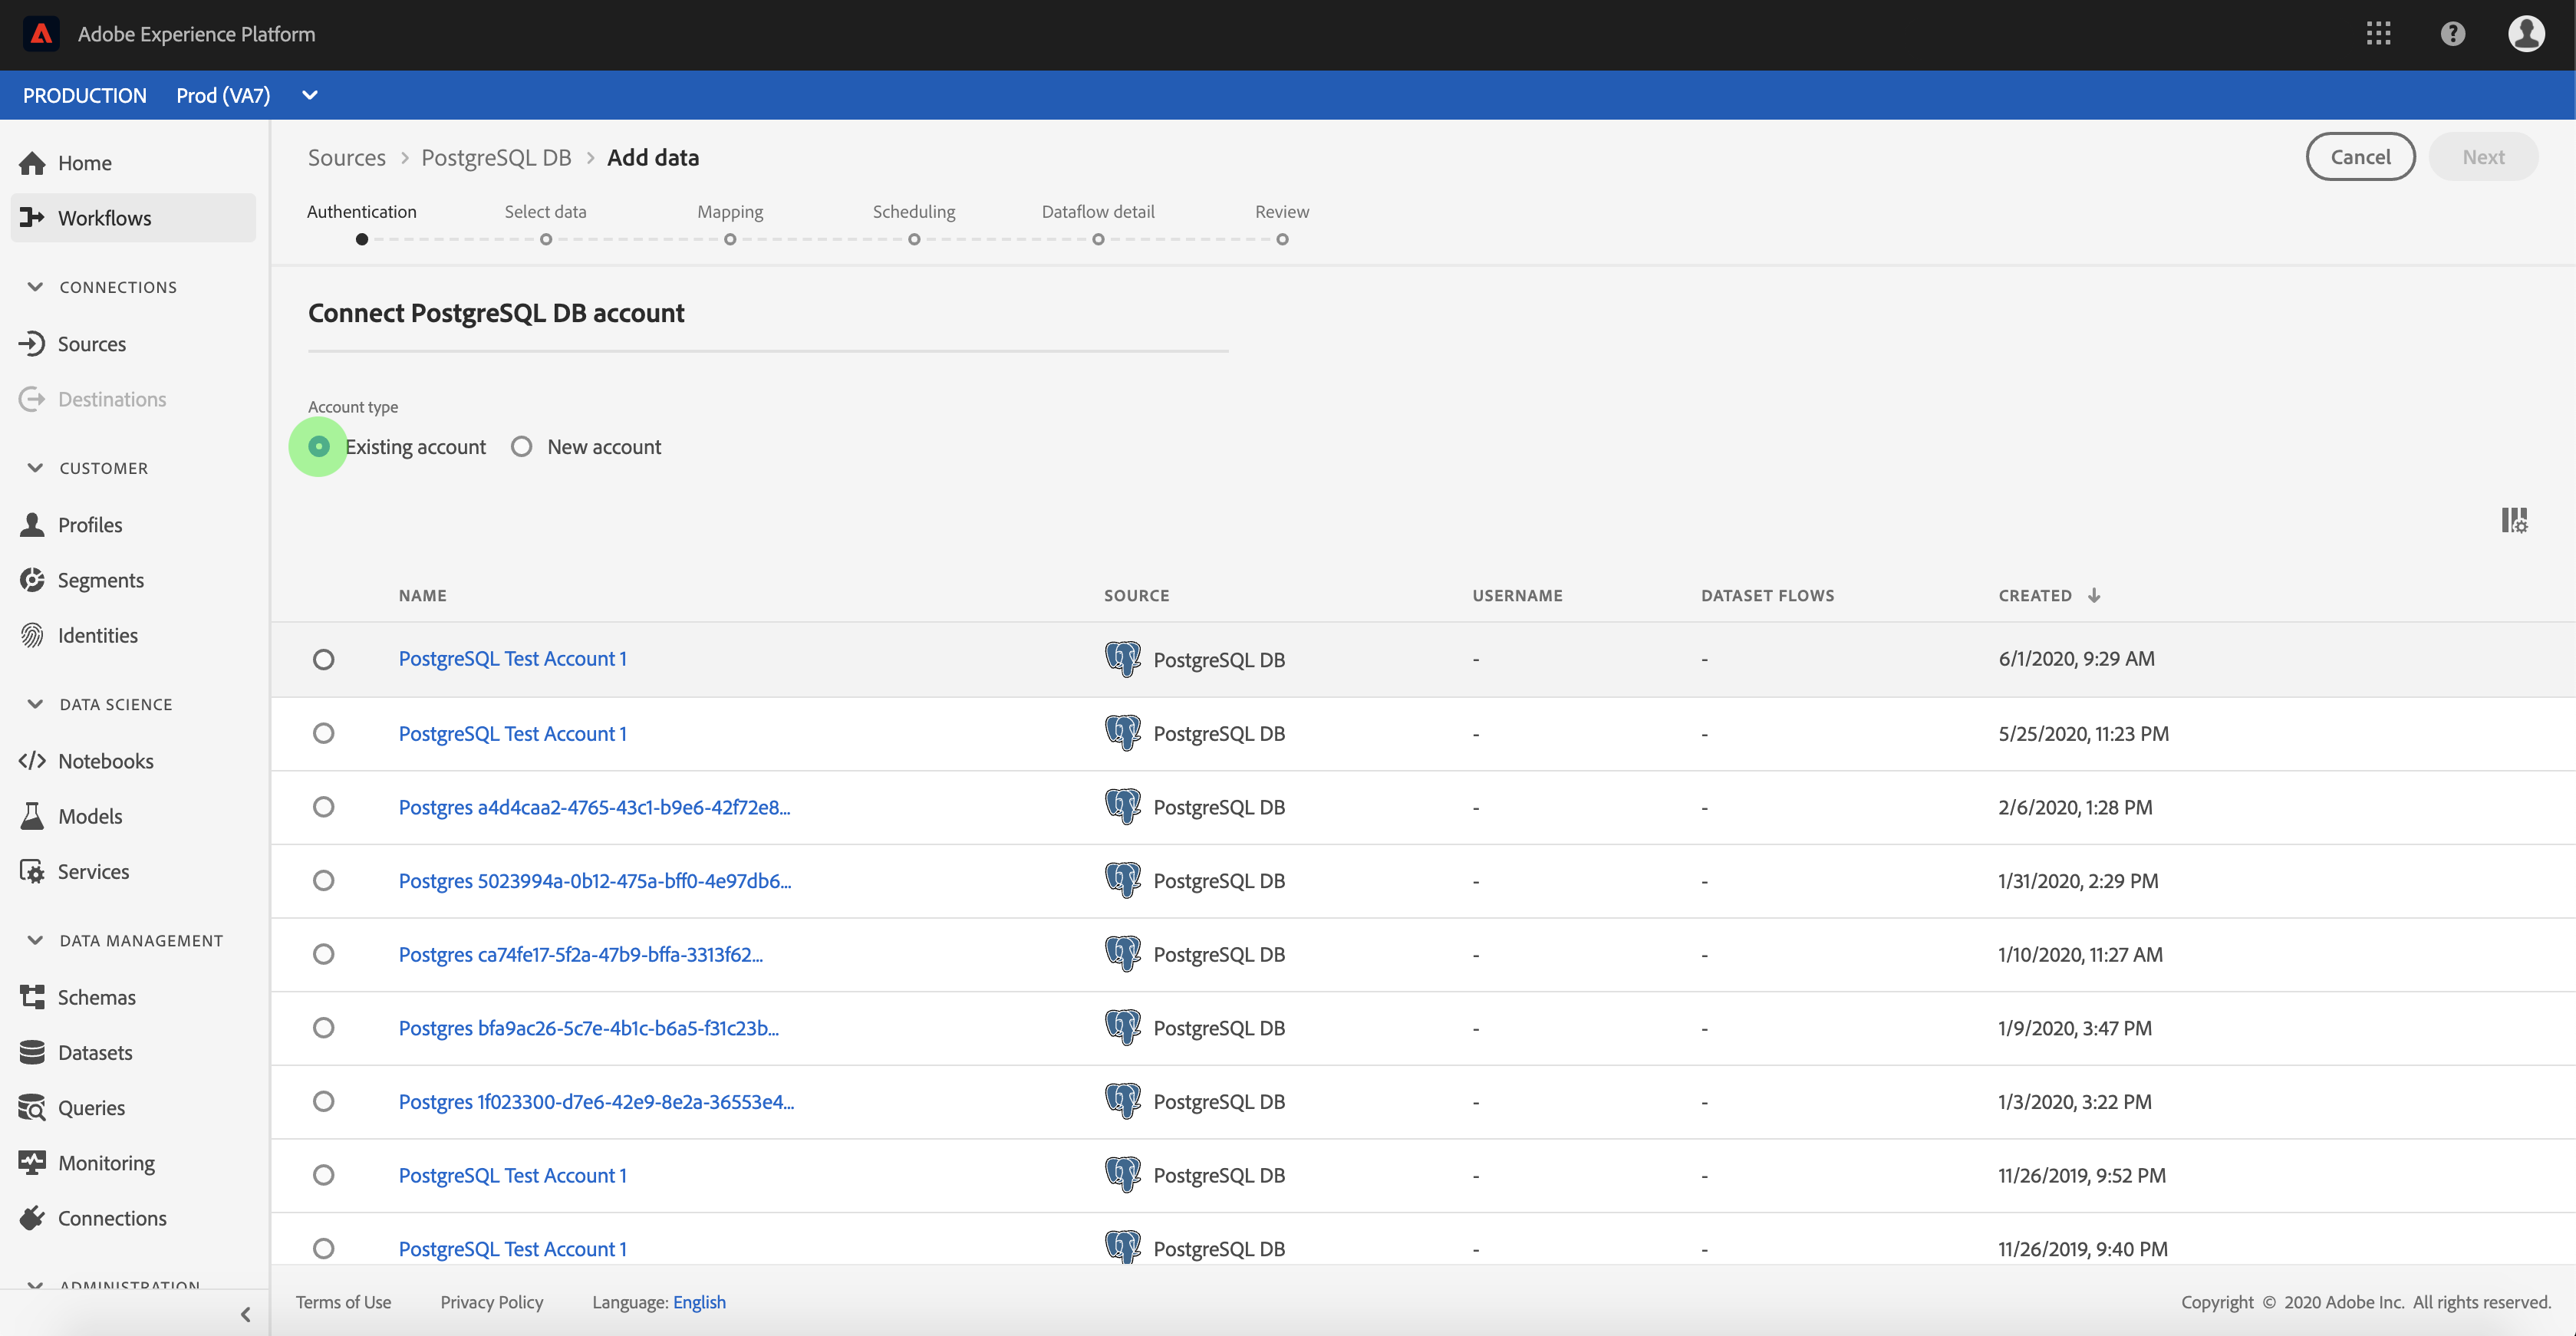 Adobe Experience Platform
PRODUCTION Prod (VA7)
Home
Workflows
CONNECTIONS
Sources
Destinations
CUSTOMER
Profiles
Segments
Identities
DATA SCIENCE
Notebooks
Models
Services
DATA MANAGEMENT
Schemas
Datasets
Queries
Monitoring
Connections
ADMINISTRATION
Sources > PostgreSQL DB > Add data
Cancel Next
Authentication Select data Mapping Scheduling Dataflow detail Review
Connect PostgreSQL DB account
Account type
Existing account New account
NAME SOURCE USERNAME DATASET FLOWS CREATED ↓
PostgreSQL Test Account 1 PostgreSQL DB - - 6/1/2020, 9:29 AM
PostgreSQL Test Account 1 PostgreSQL DB - - 5/25/2020, 11:23 PM
Postgres a4d4caa2-4765-43c1-b9e6-42f72e8... PostgreSQL DB - - 2/6/2020, 1:28 PM
Postgres 5023994a-0b12-475a-bff0-4e97db6... PostgreSQL DB - - 1/31/2020, 2:29 PM
Postgres ca74fe17-5f2a-47b9-bffa-3313f62... PostgreSQL DB - - 1/10/2020, 11:27 AM
Postgres bfa9ac26-5c7e-4b1c-b6a5-f31c23b... PostgreSQL DB - - 1/9/2020, 3:47 PM
Postgres 1f023300-d7e6-42e9-8e2a-36553e4... PostgreSQL DB - - 1/3/2020, 3:22 PM
PostgreSQL Test Account 1 PostgreSQL DB - - 11/26/2019, 9:52 PM
PostgreSQL Test Account 1 PostgreSQL DB - - 11/26/2019, 9:40 PM
Terms of Use Privacy Policy Language: English Copyright © 2020 Adobe Inc. All rights reserved.